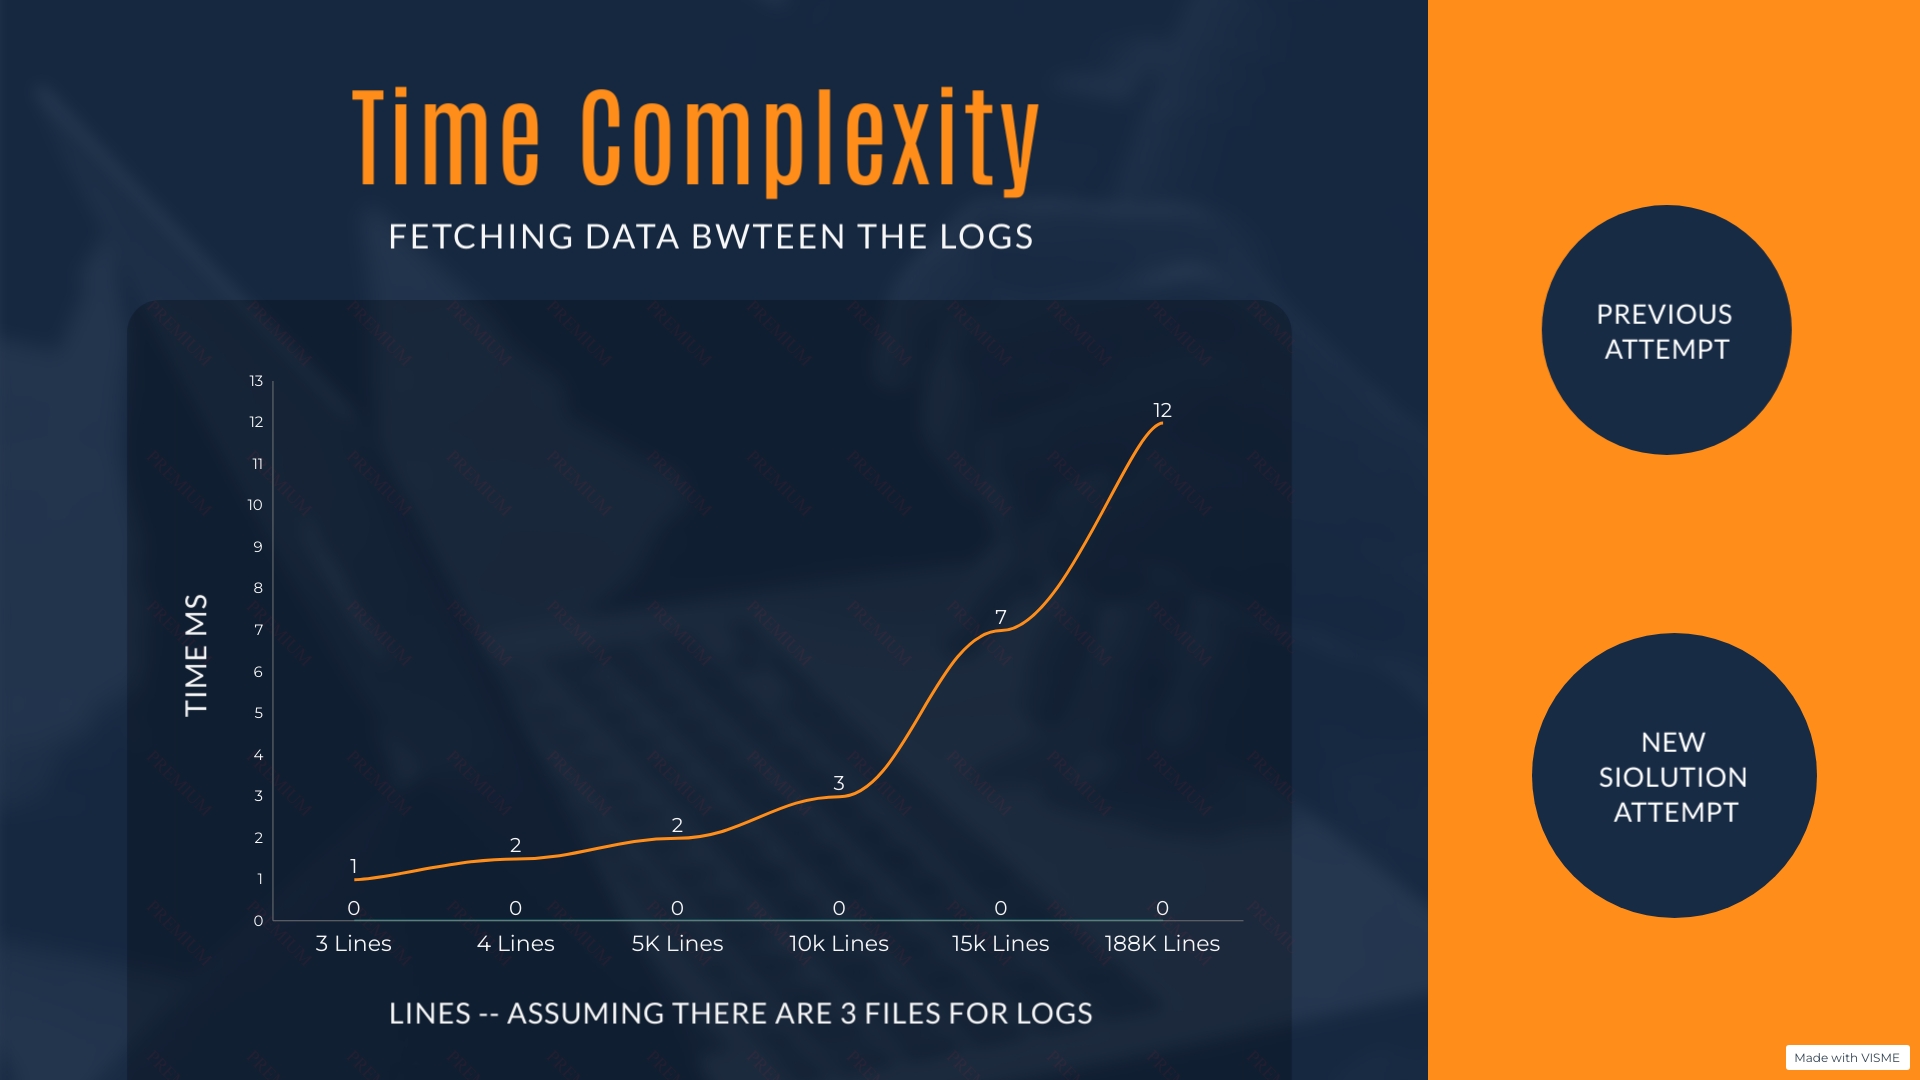 Time Complexity
FETCHING DATA BWTEEN THE LOGS
13
12
11
10
9
8
7
6
5
4
3
2
1
0
TIME MS
1
2
2
3
7
12
0
0
0
0
0
0
3 Lines
4 Lines
5K Lines
10k Lines
15k Lines
188K Lines
LINES -- ASSUMING THERE ARE 3 FILES FOR LOGS
PREVIOUS
ATTEMPT
NEW
SIOLUTION
ATTEMPT
Made with VISME
PREMIUM